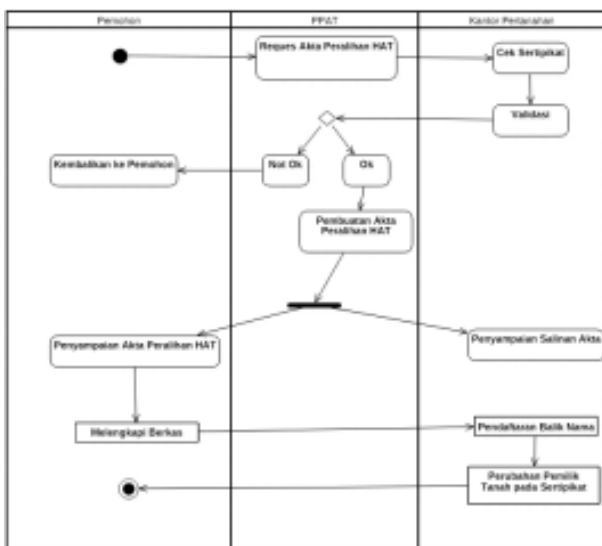 Pemohon
PPAT
Kantor Pertanahan
Reques Akta Peralihan HAT
Cek Sertipikat
Validasi
Kembalikan ke Pemohon
Not Ok
Ok
Pembuatan Akta
Peralihan HAT
Penyampaian Akta Peralihan HAT
Penyampaian Salinan Akta
Melengkapi Berkas
Pendaftaran Balik Nama
Perubahan Pemilik
Tanah pada Sertipikat